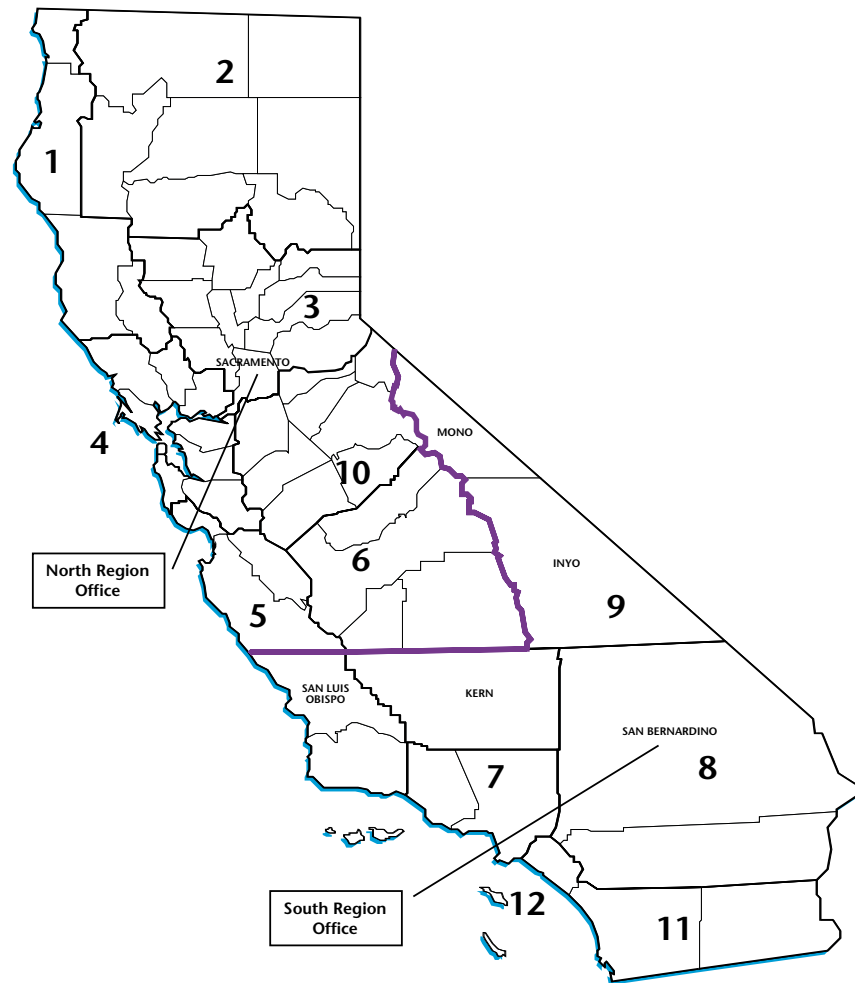 2
1
3
SACRAMENTO
4
MONO
10
North Region
Office
6
INYO
9
5
SAN LUIS
OBISPO
KERN
SAN BERNARDINO
8
7
South Region
Office
12
11